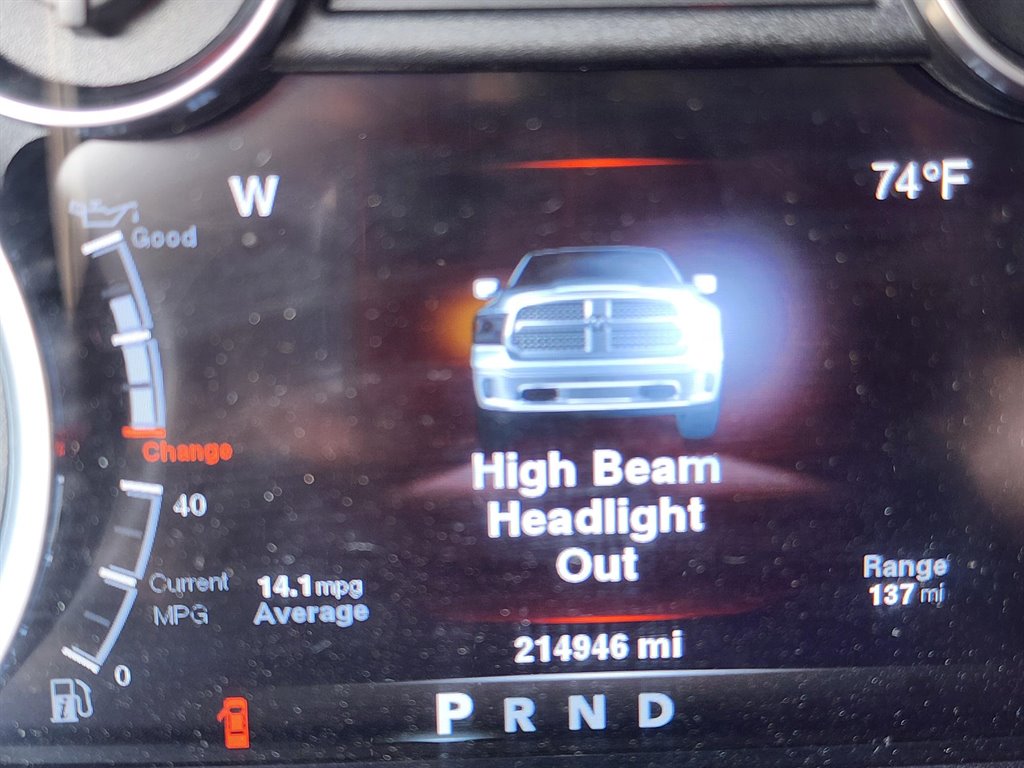 W
74°F
Good
Change
High Beam
Headlight
Out
40
Current
MPG
14.1mpg
Average
Range
137 mi
0
214946 mi
i
P R N D